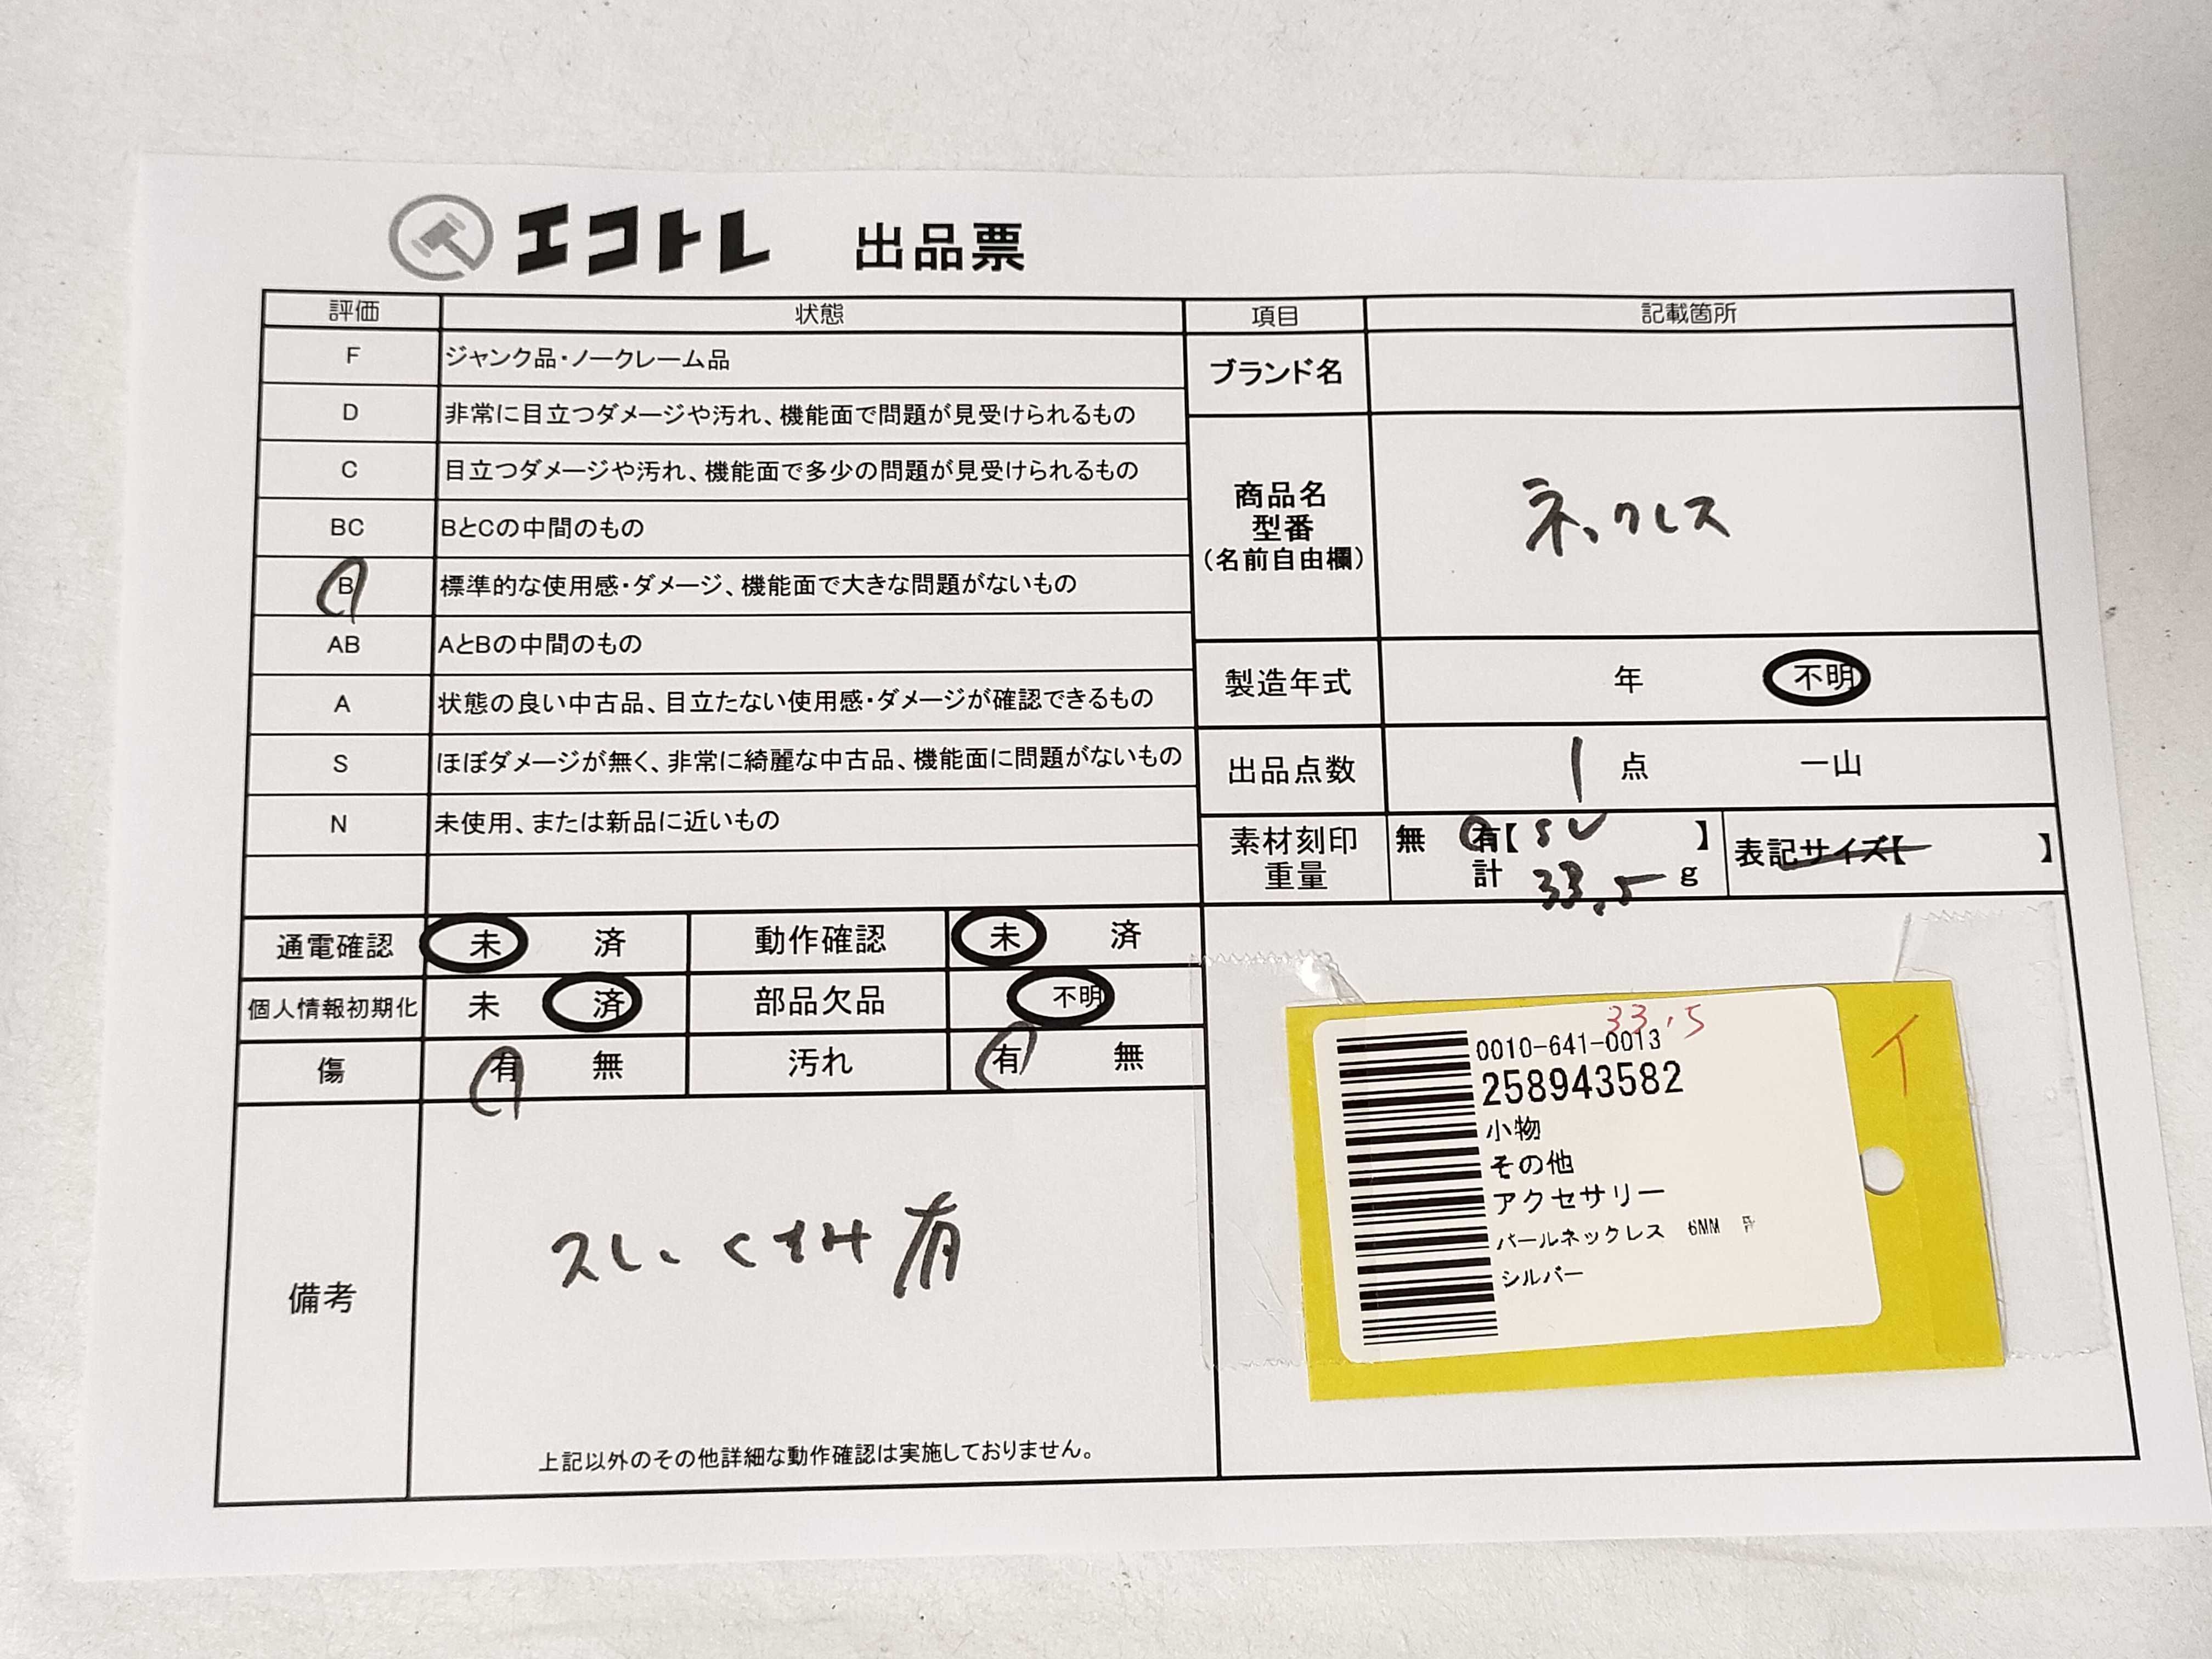 エコトレ 出品票
評価 状態
F ジャンク品・ノークレーム品
D 非常に目立つダメージや汚れ、機能面で問題が見受けられるもの
C 目立つダメージや汚れ、機能面で多少の問題が見受けられるもの
BC BとCの中間のもの
B 標準的な使用感・ダメージ、機能面で大きな問題がないもの
AB AとBの中間のもの
A 状態の良い中古品、目立たない使用感・ダメージが確認できるもの
S ほぼダメージが無く、非常に綺麗な中古品、機能面に問題がないもの
N 未使用、または新品に近いもの
項目 記載箇所
ブランド名
商品名
型番
(名前自由欄)
ネックレス
製造年式 年 不明
出品点数 1 点 一山
素材刻印 無 有【 SV 】
重量 計 33.5 g
表記サイズ【 】
通電確認 未 済 動作確認 未 済
個人情報初期化 未 済 部品欠品 不明
傷 有 無 汚れ 有 無
備考
スレ、くすみ有
上記以外のその他詳細な動作確認は実施しておりません。
33.5
イ
0010-641-0013
258943582
小物
その他
アクセサリー
パールネックレス 6MM
シルバー